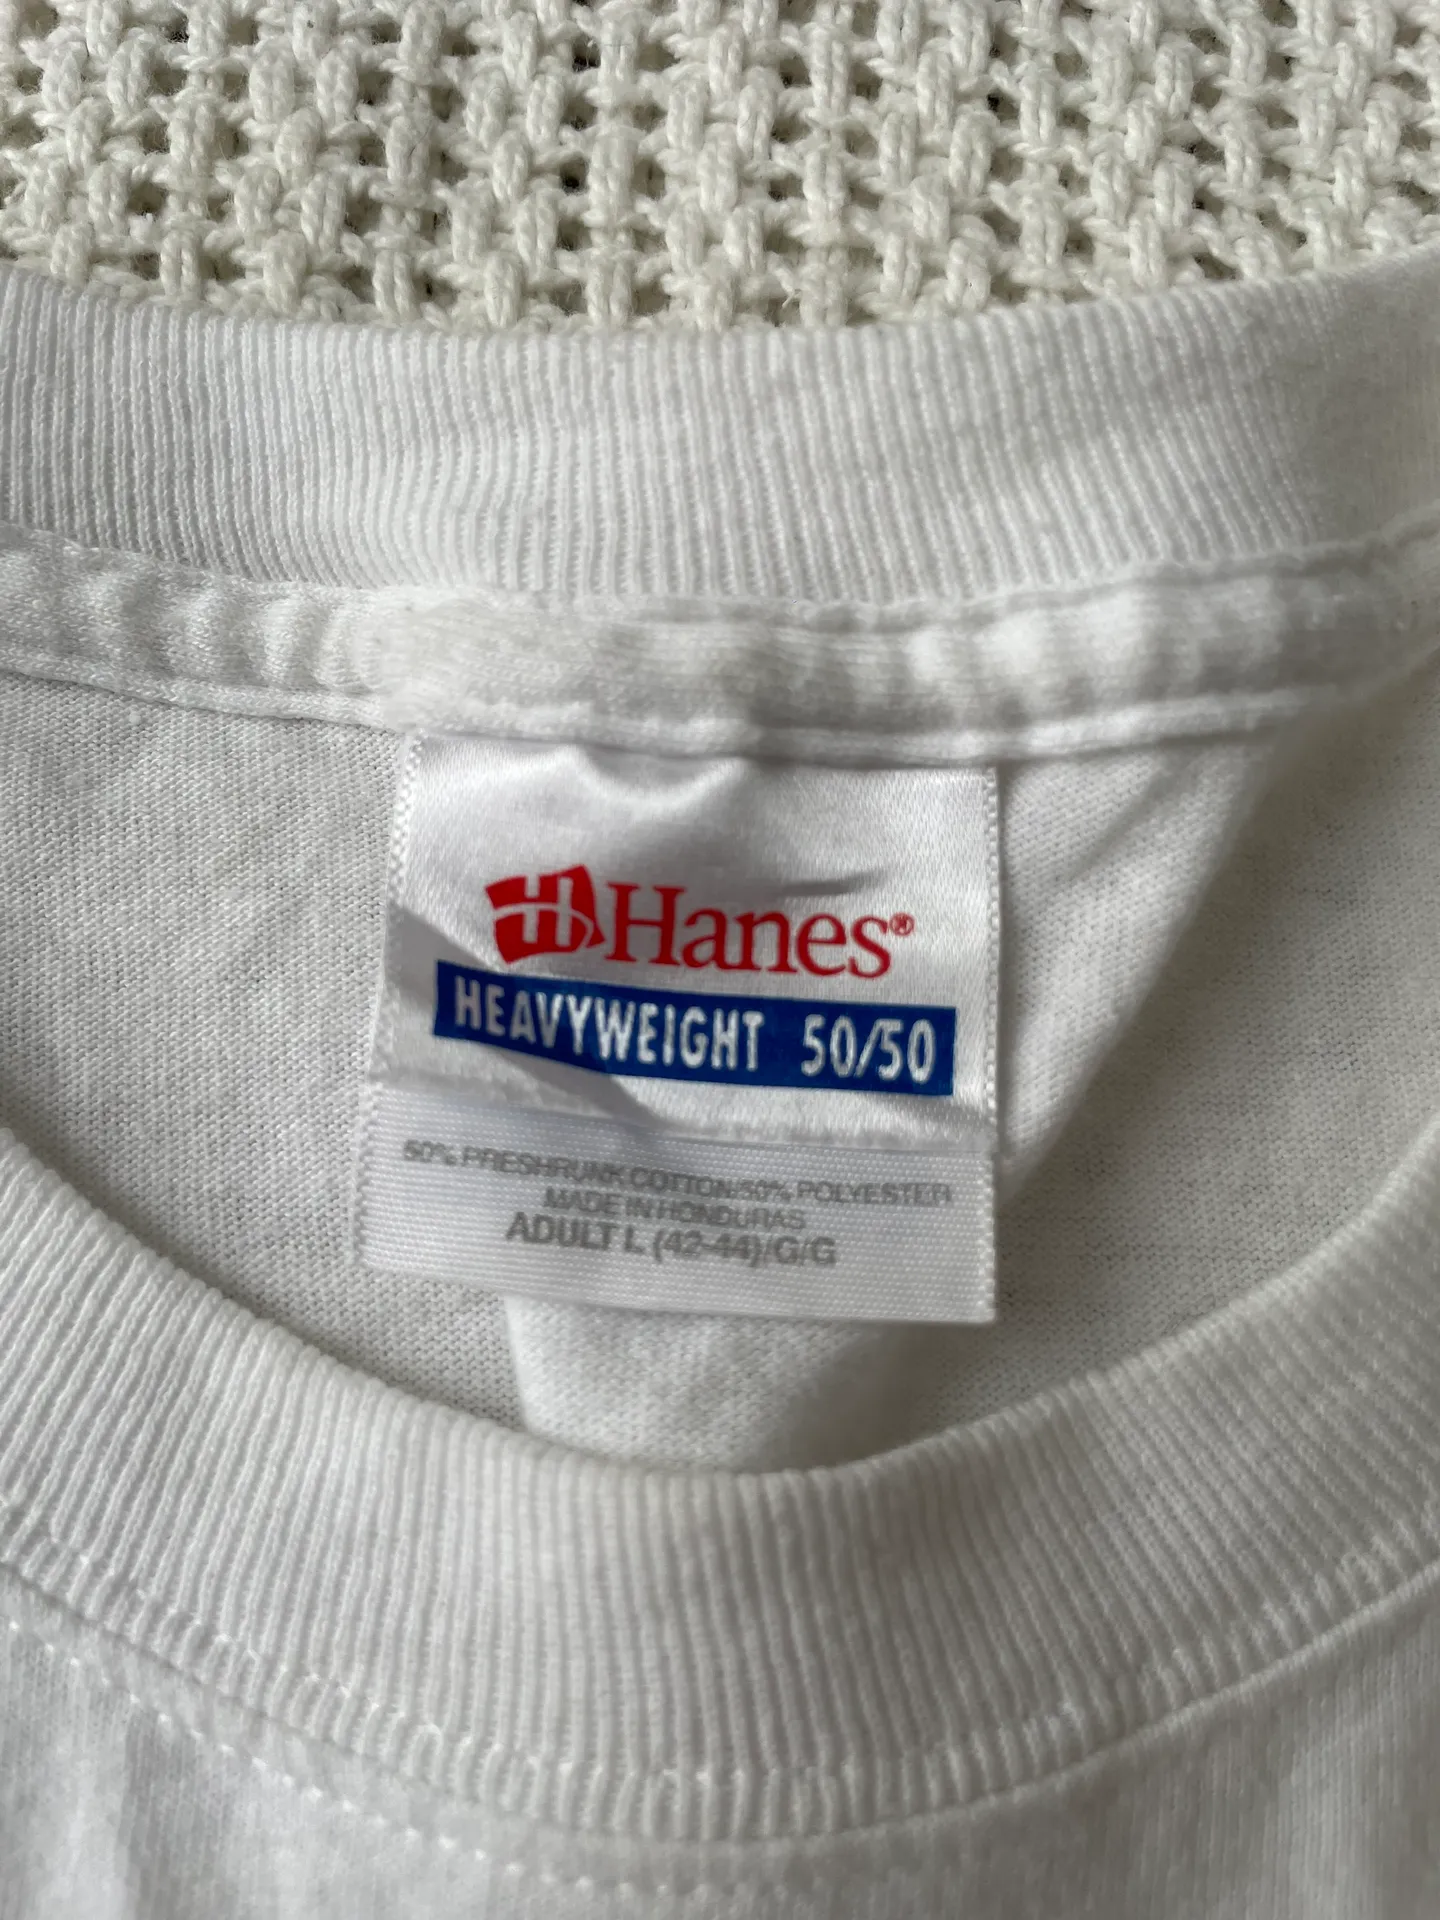 H Hanes®
HEAVYWEIGHT 50/50
50% PRESHRUNK COTTON/50% POLYESTER
MADE IN HONDURAS
ADULT L (42-44)/G/G